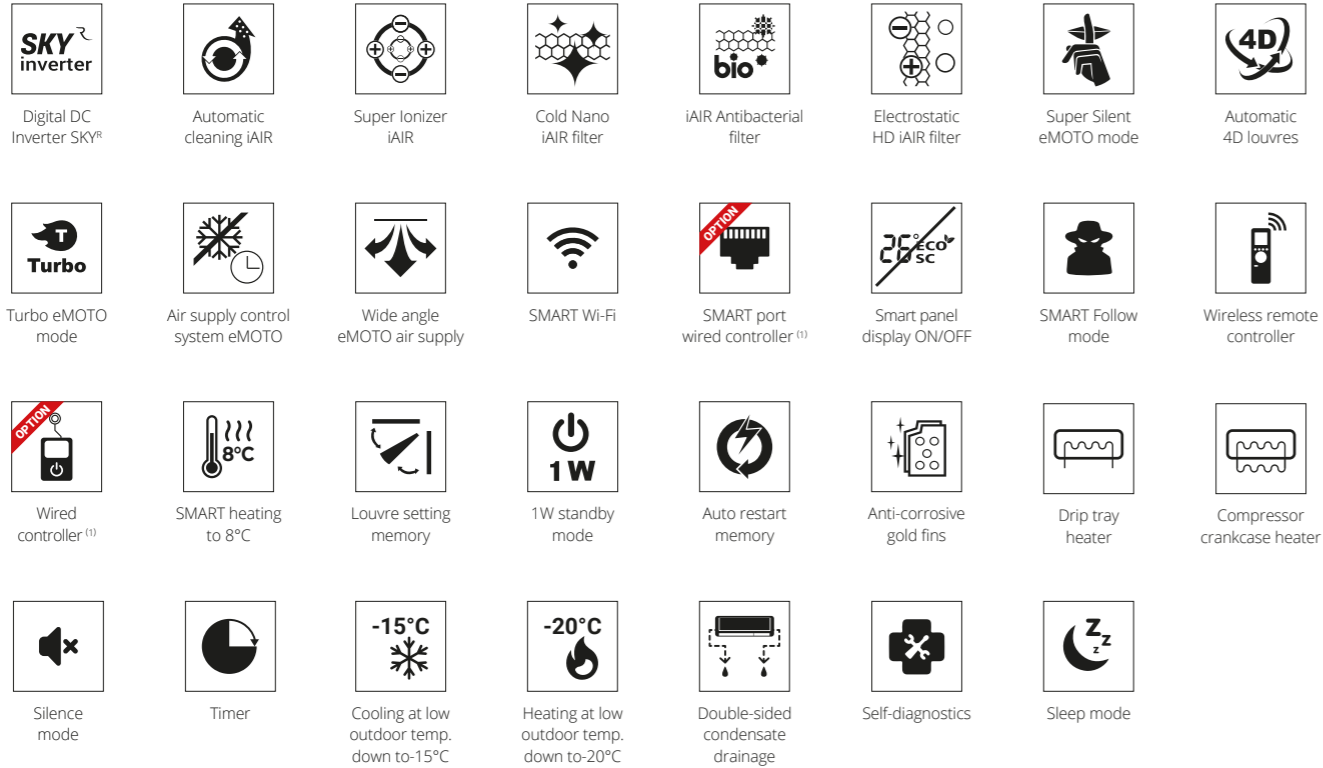 SKY R
inverter
bio
4D
Digital DC
Inverter SKYR
Automatic
cleaning iAIR
Super Ionizer
iAIR
Cold Nano
iAIR filter
iAIR Antibacterial
filter
Electrostatic
HD iAIR filter
Super Silent
eMOTO mode
Automatic
4D louvres
T
Turbo
OPTION
26° eco
SC
Turbo eMOTO
mode
Air supply control
system eMOTO
Wide angle
eMOTO air supply
SMART Wi-Fi
SMART port
wired controller (1)
Smart panel
display ON/OFF
SMART Follow
mode
Wireless remote
controller
OPTION
8°C
1W
Wired
controller (1)
SMART heating
to 8°C
Louvre setting
memory
1W standby
mode
Auto restart
memory
Anti-corrosive
gold fins
Drip tray
heater
Compressor
crankcase heater
-15°C
-20°C
Z z z
Silence
mode
Timer
Cooling at low
outdoor temp.
down to-15°C
Heating at low
outdoor temp.
down to-20°C
Double-sided
condensate
drainage
Self-diagnostics
Sleep mode